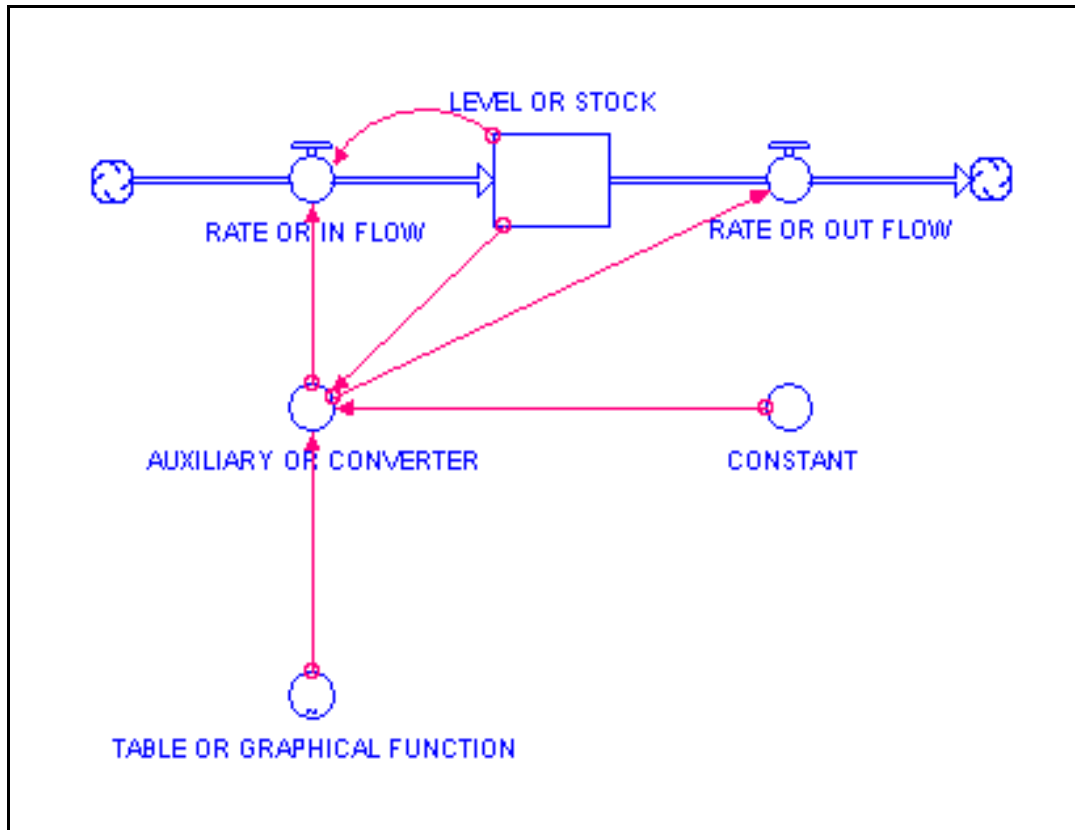 LEVEL OR STOCK
RATE OR IN FLOW
RATE OR OUT FLOW
AUXILIARY OR CONVERTER
CONSTANT
~
TABLE OR GRAPHICAL FUNCTION